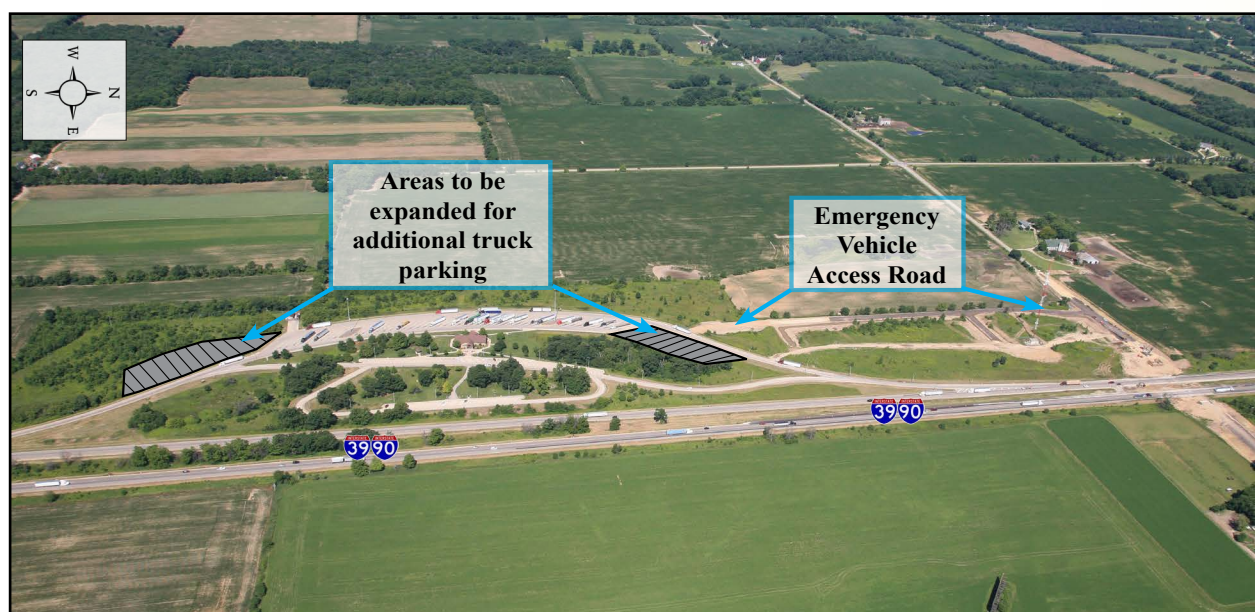 W
S
N
E
Areas to be
expanded for
additional truck
parking
Emergency
Vehicle
Access Road
39 90
39 90